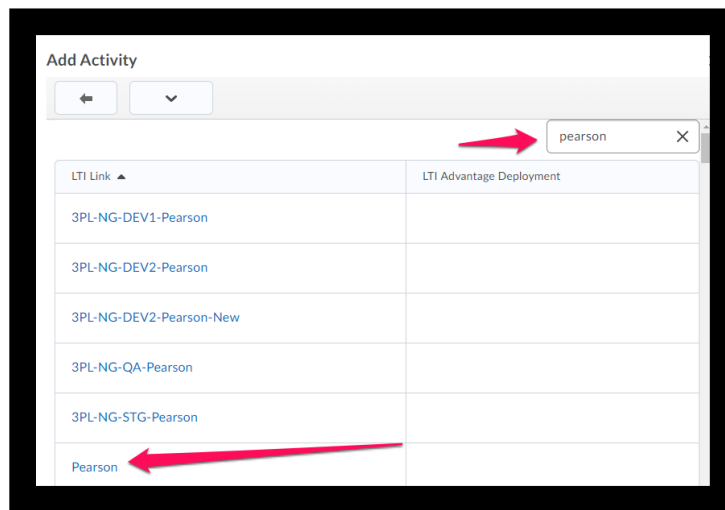 Add Activity
pearson
LTI Link
LTI Advantage Deployment
3PL-NG-DEV1-Pearson
3PL-NG-DEV2-Pearson
3PL-NG-DEV2-Pearson-New
3PL-NG-QA-Pearson
3PL-NG-STG-Pearson
Pearson